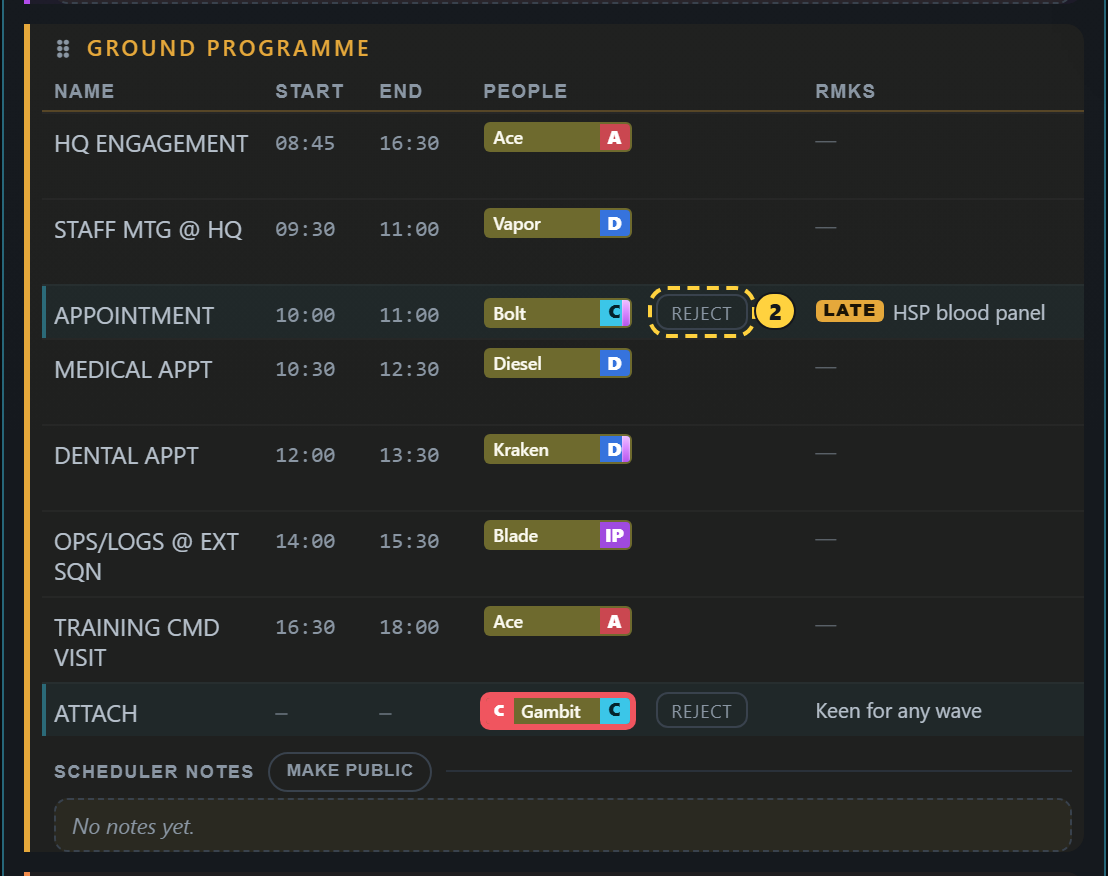 GROUND PROGRAMME
NAME START END PEOPLE RMKS
HQ ENGAGEMENT 08:45 16:30 Ace A —
STAFF MTG @ HQ 09:30 11:00 Vapor D —
APPOINTMENT 10:00 11:00 Bolt C REJECT 2 LATE HSP blood panel
MEDICAL APPT 10:30 12:30 Diesel D —
DENTAL APPT 12:00 13:30 Kraken D —
OPS/LOGS @ EXT 14:00 15:30 Blade IP —
SQN
TRAINING CMD 16:30 18:00 Ace A —
VISIT
ATTACH – – C Gambit C REJECT Keen for any wave
SCHEDULER NOTES MAKE PUBLIC
No notes yet.